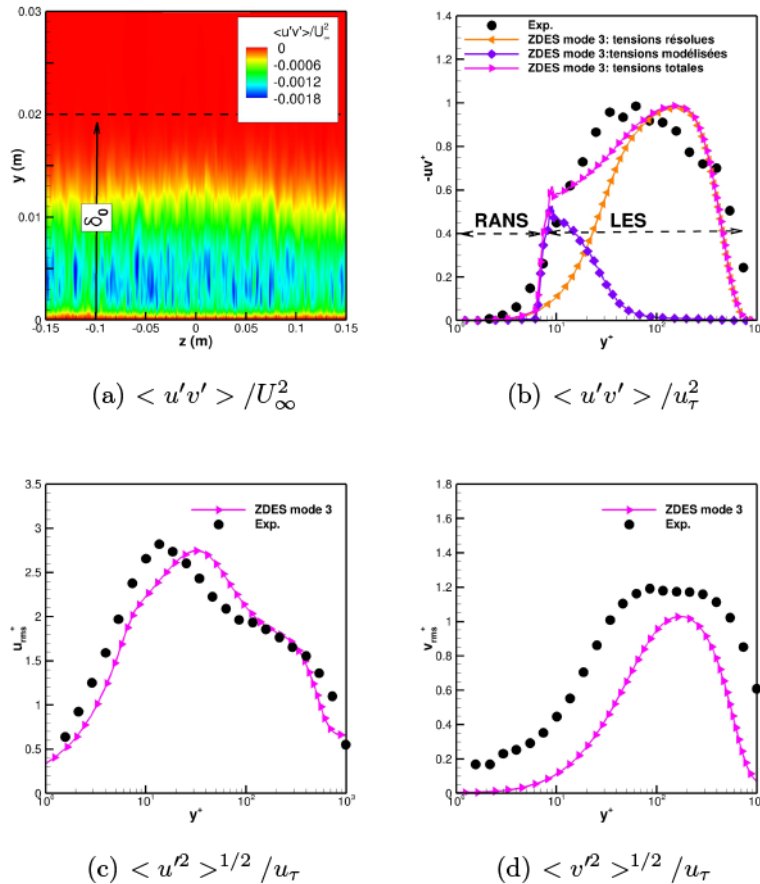 0.03
0.02
0.01
0
y (m)
-0.15
-0.1
-0.05
0
0.05
0.1
0.15
z (m)
<u'v'>/U∞²
0
-0.0006
-0.0012
-0.0018
δ₀
(a) < u'v' > /U∞²
1.4
1.2
1
0.8
0.6
0.4
0.2
0
-uv⁺
Exp.
ZDES mode 3: tensions résolues
ZDES mode 3:tensions modélisées
ZDES mode 3: tensions totales
RANS
LES
10¹
10²
y⁺
(b) < u'v' > /uτ²
3.5
3
2.5
2
1.5
1
0.5
0
u⁺rms
ZDES mode 3
Exp.
10⁰
10¹
10²
10³
y⁺
(c) < u'² >^1/2 /uτ
1.8
1.6
1.4
1.2
1
0.8
0.6
0.4
0.2
0
v⁺rms
ZDES mode 3
Exp.
10¹
10²
y⁺
(d) < v'² >^1/2 /uτ